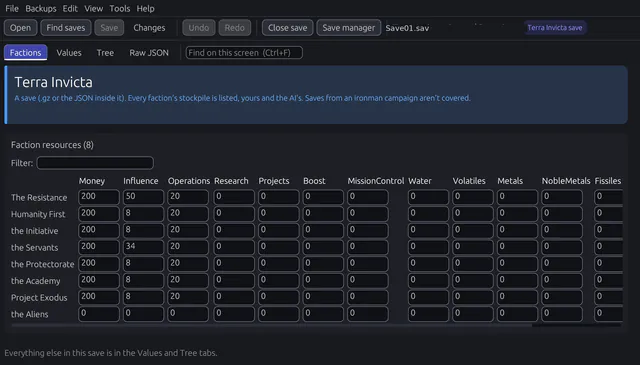 File Backups Edit View Tools Help
Open Find saves Save Changes Undo Redo Close save Save manager Save01.sav Terra Invicta save
Factions Values Tree Raw JSON Find on this screen (Ctrl+F)
Terra Invicta
A save (.gz or the JSON inside it). Every faction's stockpile is listed, yours and the AI's. Saves from an ironman campaign aren't covered.
Faction resources (8)
Filter:
Money Influence Operations Research Projects Boost MissionControl Water Volatiles Metals NobleMetals Fissiles
The Resistance 200 50 20 0 0 0 0 0 0 0 0 0
Humanity First 200 8 20 0 0 0 0 0 0 0 0 0
the Initiative 200 8 20 0 0 0 0 0 0 0 0 0
the Servants 200 34 20 0 0 0 0 0 0 0 0 0
the Protectorate 200 8 20 0 0 0 0 0 0 0 0 0
the Academy 200 8 20 0 0 0 0 0 0 0 0 0
Project Exodus 200 8 20 0 0 0 0 0 0 0 0 0
the Aliens 0 0 0 0 0 0 0 0 0 0 0 0
Everything else in this save is in the Values and Tree tabs.